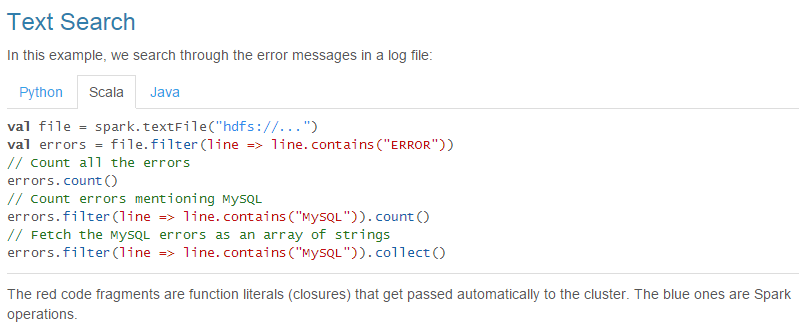 Text Search
In this example, we search through the error messages in a log file:
Python Scala Java
val file = spark.textFile("hdfs://...")
val errors = file.filter(line => line.contains("ERROR"))
// Count all the errors
errors.count()
// Count errors mentioning MySQL
errors.filter(line => line.contains("MySQL")).count()
// Fetch the MySQL errors as an array of strings
errors.filter(line => line.contains("MySQL")).collect()
The red code fragments are function literals (closures) that get passed automatically to the cluster. The blue ones are Spark
operations.